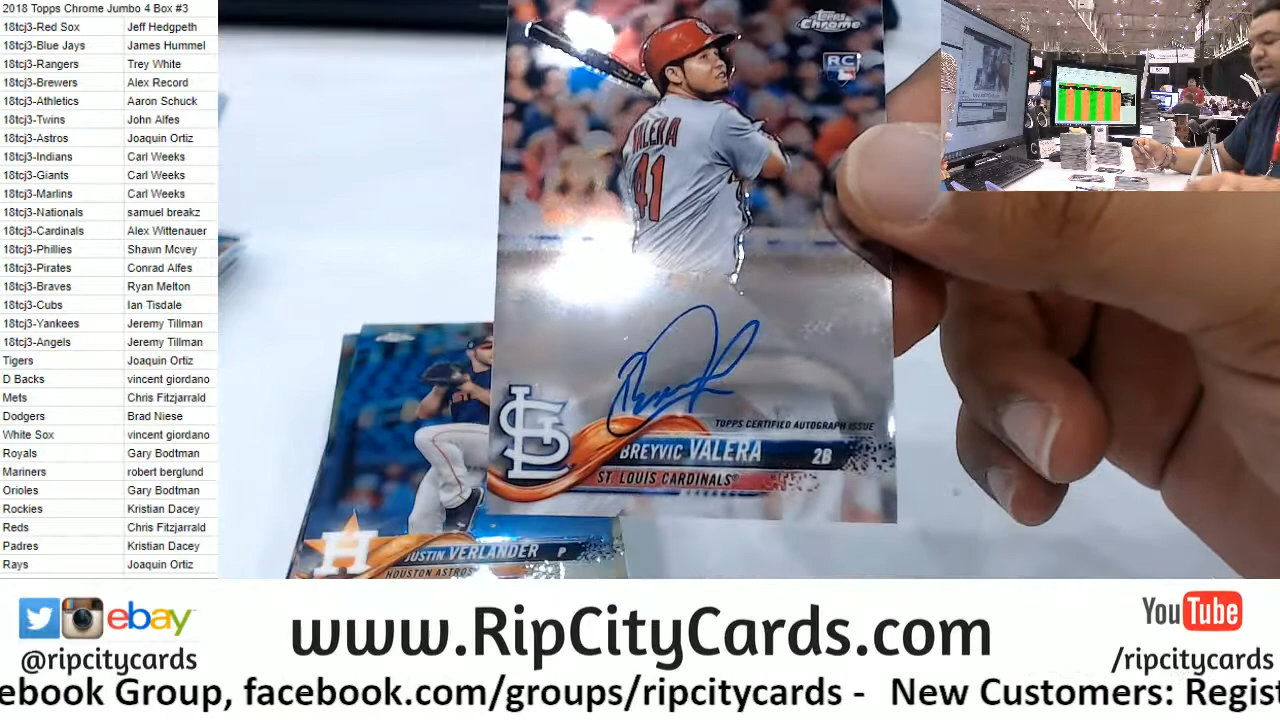 2018 Topps Chrome Jumbo 4 Box #3
18tcj3-Red Sox Jeff Hedgpeth
18tcj3-Blue Jays James Hummel
18tcj3-Rangers Trey White
18tcj3-Brewers Alex Record
18tcj3-Athletics Aaron Schuck
18tcj3-Twins John Alfes
18tcj3-Astros Joaquin Ortiz
18tcj3-Indians Carl Weeks
18tcj3-Giants Carl Weeks
18tcj3-Marlins Carl Weeks
18tcj3-Nationals samuel breakz
18tcj3-Cardinals Alex Wittenauer
18tcj3-Phillies Shawn Mcvey
18tcj3-Pirates Conrad Alfes
18tcj3-Braves Ryan Melton
18tcj3-Cubs Ian Tisdale
18tcj3-Yankees Jeremy Tillman
18tcj3-Angels Jeremy Tillman
Tigers Joaquin Ortiz
D Backs vincent giordano
Mets Chris Fitzjarrald
Dodgers Brad Niese
White Sox vincent giordano
Royals Gary Bodtman
Mariners robert berglund
Orioles Gary Bodtman
Rockies Kristian Dacey
Reds Chris Fitzjarrald
Padres Kristian Dacey
Rays Joaquin Ortiz
Topps Chrome
RC
VALERA
41
TOPPS CERTIFIED AUTOGRAPH ISSUE
BREYVIC VALERA 2B
ST. LOUIS CARDINALS®
JUSTIN VERLANDER P
HOUSTON ASTROS
H
ebay
@ripcitycards
www.RipCityCards.com
YouTube
/ripcitycards
ebook Group, facebook.com/groups/ripcitycards - New Customers: Regist